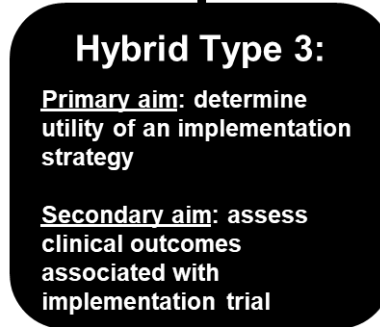 Hybrid Type 3:
Primary aim: determine
utility of an implementation
strategy
Secondary aim: assess
clinical outcomes
associated with
implementation trial